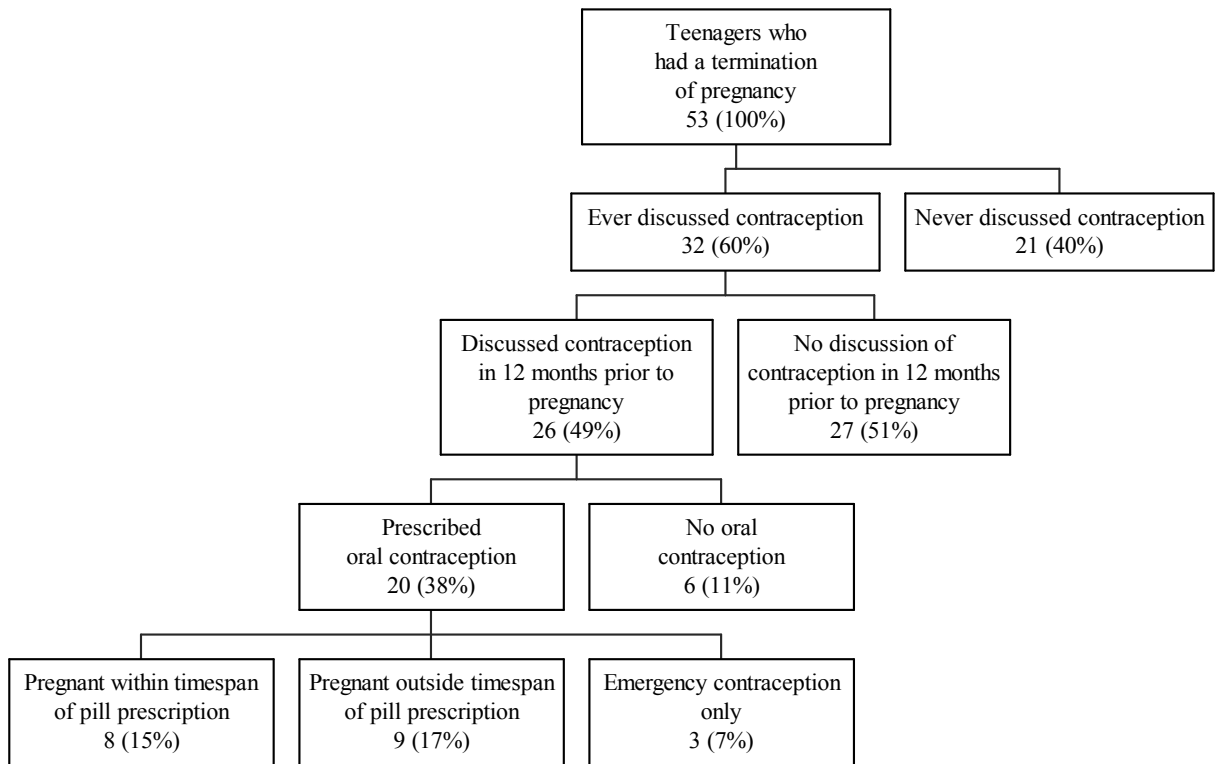 Teenagers who
had a termination
of pregnancy
53 (100%)
Ever discussed contraception
32 (60%)
Never discussed contraception
21 (40%)
Discussed contraception
in 12 months prior to
pregnancy
26 (49%)
No discussion of
contraception in 12 months
prior to pregnancy
27 (51%)
Prescribed
oral contraception
20 (38%)
No oral
contraception
6 (11%)
Pregnant within timespan
of pill prescription
8 (15%)
Pregnant outside timespan
of pill prescription
9 (17%)
Emergency contraception
only
3 (7%)